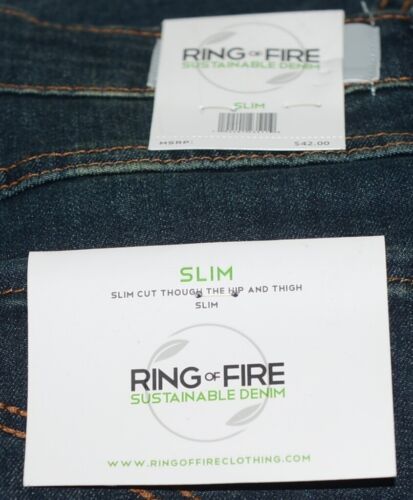 RING OF FIRE
SUSTAINABLE DENIM
SLIM
MSRP: $42.00
SLIM
SLIM CUT THOUGH THE HIP AND THIGH
SLIM
RING OF FIRE
SUSTAINABLE DENIM
WWW.RINGOFFIRECLOTHING.COM